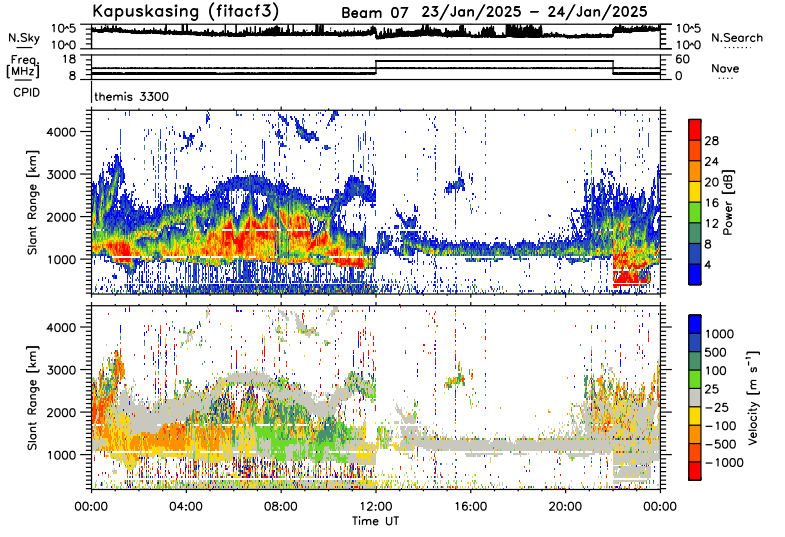 Kapuskasing (fitacf3) Beam 07 23/Jan/2025 - 24/Jan/2025
N.Sky 10^5 10^0 10^5 10^0 N.Search
Freq. [MHz] 18 8 60 0 Nave
CPID themis 3300
Slant Range [km] 4000 3000 2000 1000
28 24 20 16 12 8 4 Power [dB]
Slant Range [km] 4000 3000 2000 1000
1000 500 100 25 -25 -100 -500 -1000 Velocity [m s^-1]
00:00 04:00 08:00 12:00 16:00 20:00 00:00
Time UT